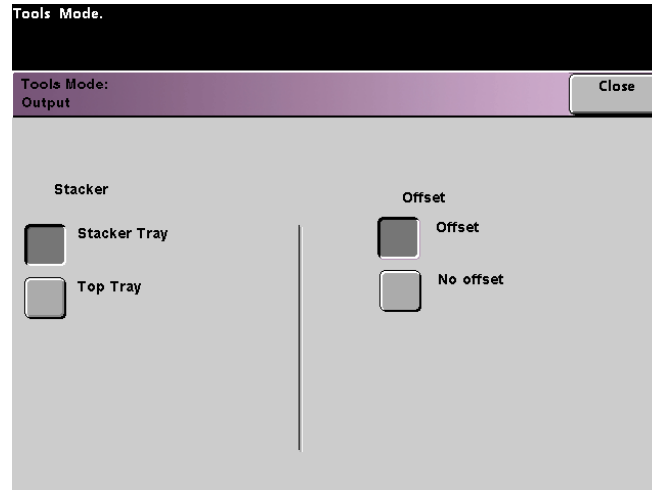 Tools Mode.
Tools Mode:
Output
Close
Stacker
Stacker Tray
Top Tray
Offset
Offset
No offset